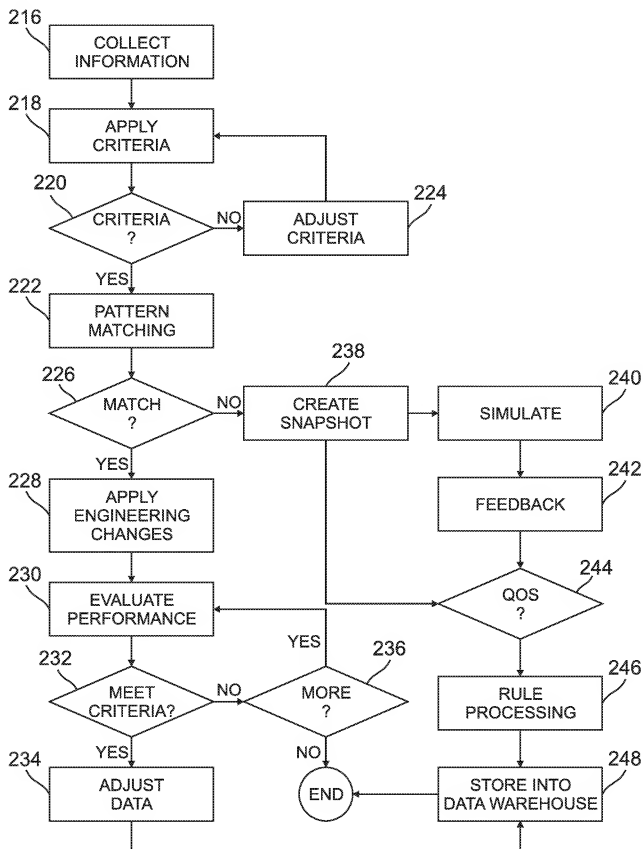 216
COLLECT
INFORMATION
218
APPLY
CRITERIA
220
CRITERIA
?
NO
224
ADJUST
CRITERIA
YES
222
PATTERN
MATCHING
226
MATCH
?
NO
238
CREATE
SNAPSHOT
240
SIMULATE
YES
228
APPLY
ENGINEERING
CHANGES
242
FEEDBACK
230
EVALUATE
PERFORMANCE
244
QOS
?
YES
232
MEET
CRITERIA?
NO
236
MORE
?
246
RULE
PROCESSING
YES
NO
234
ADJUST
DATA
END
248
STORE INTO
DATA WAREHOUSE